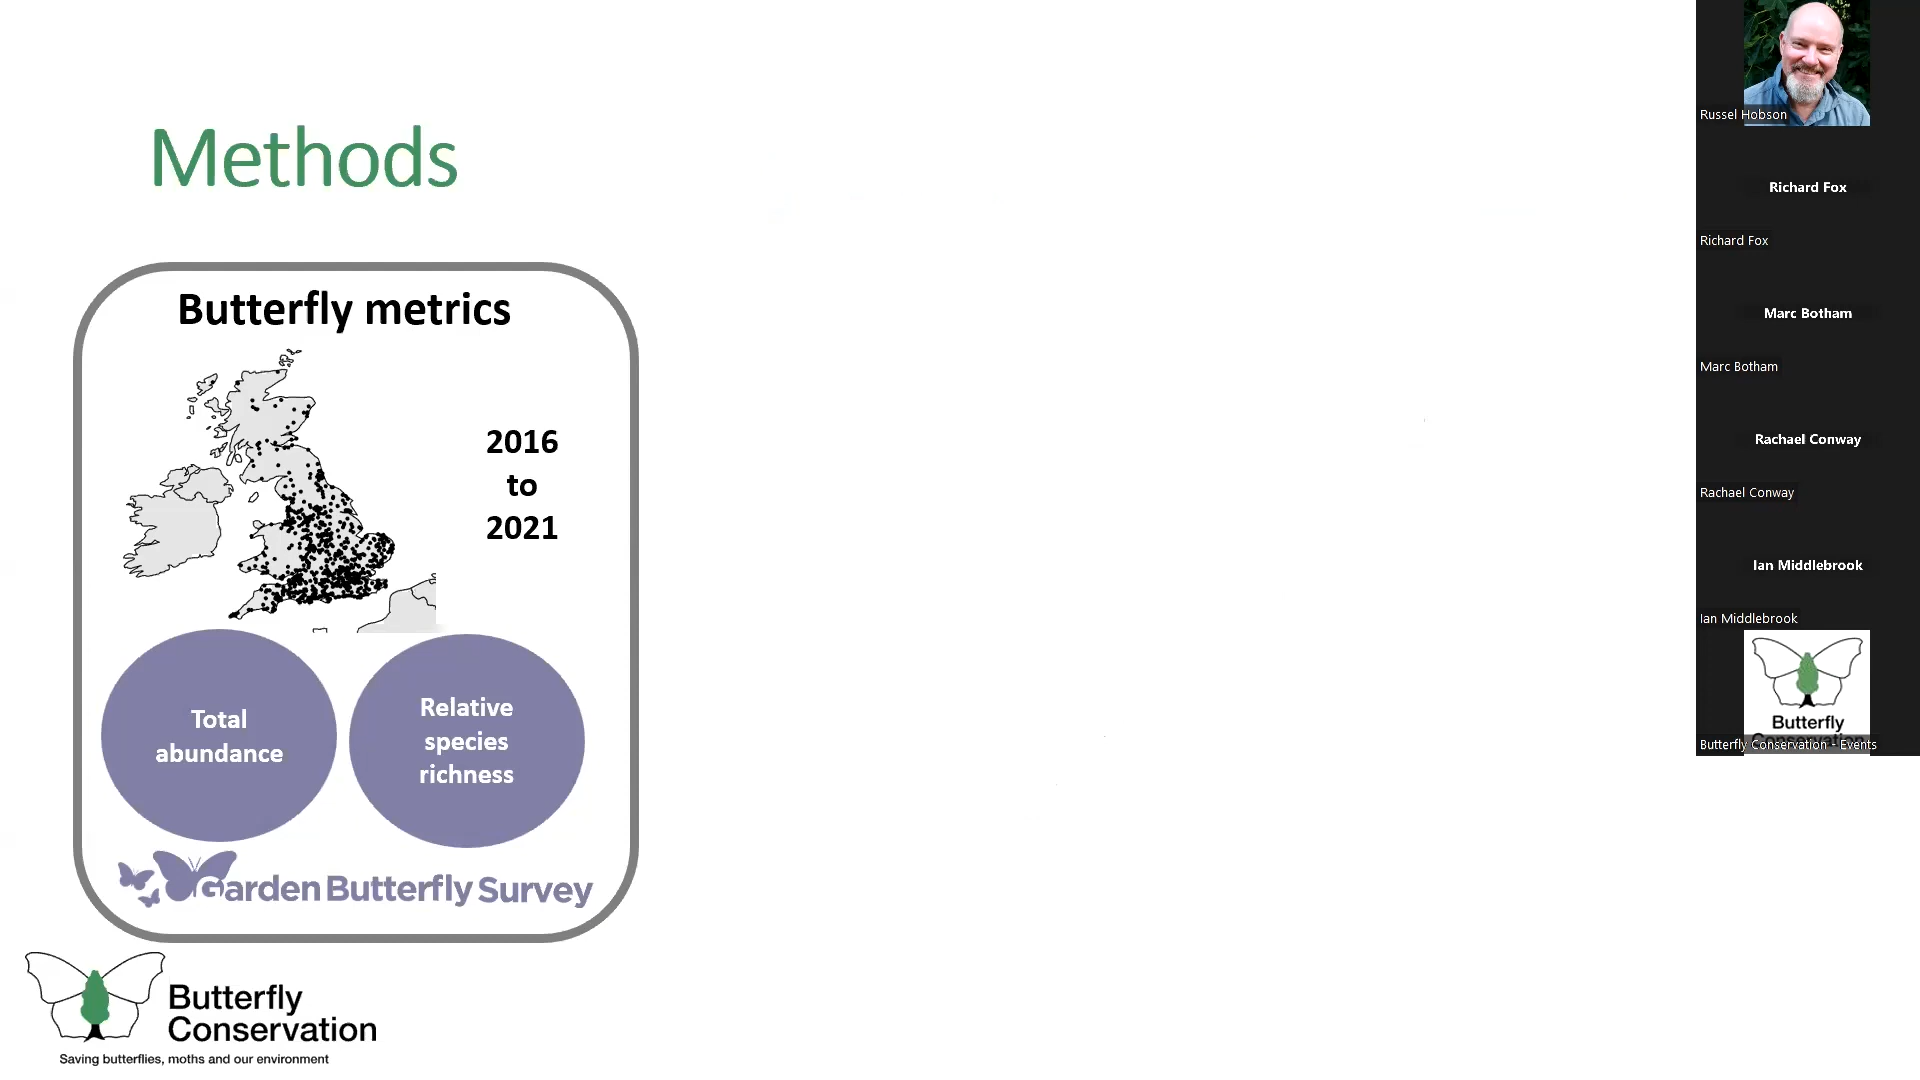 Methods
Butterfly metrics
2016
to
2021
Total
abundance
Relative
species
richness
Garden Butterfly Survey
Butterfly
Conservation
Saving butterflies, moths and our environment
Russel Hobson
Richard Fox
Richard Fox
Marc Botham
Marc Botham
Rachael Conway
Rachael Conway
Ian Middlebrook
Ian Middlebrook
Butterfly
Conservation
Butterfly Conservation - Events